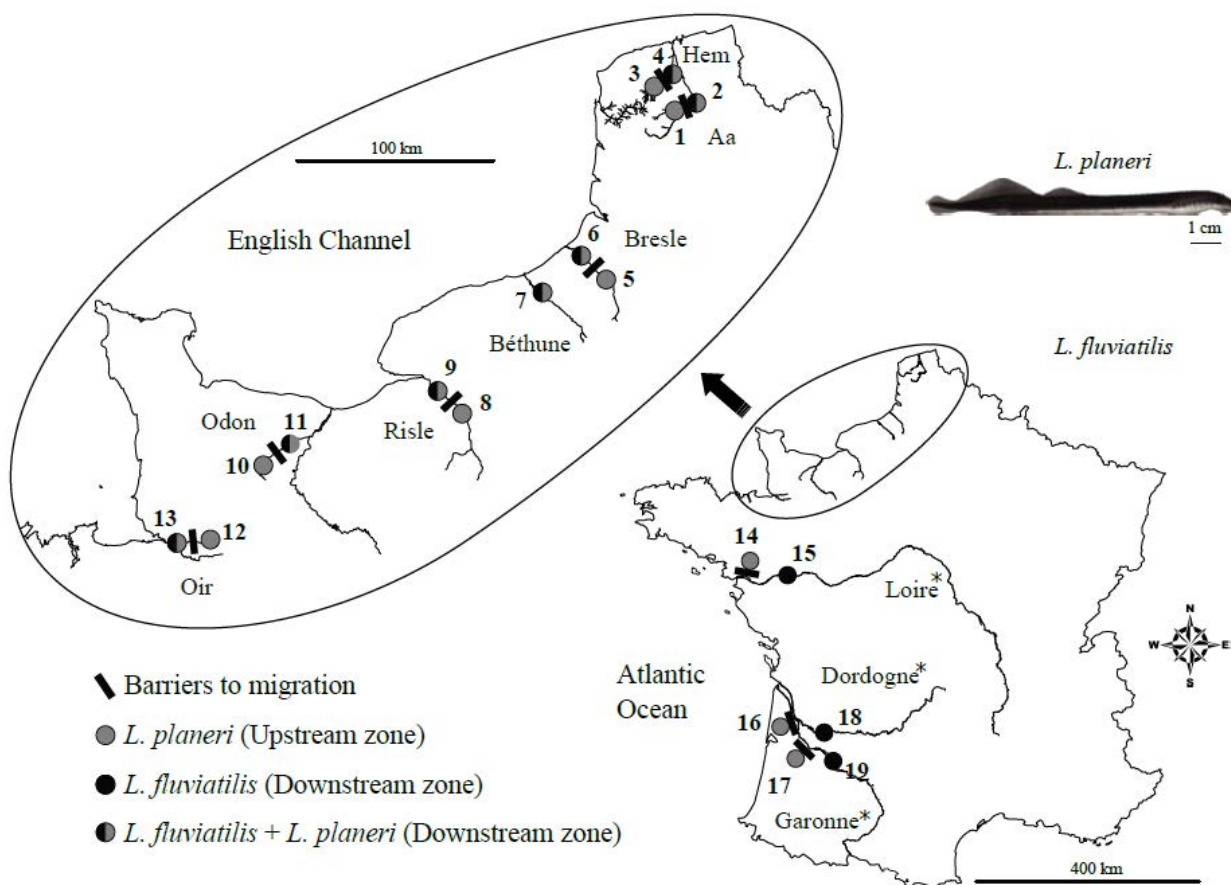 4
Hem
3
2
1
Aa
100 km
L. planeri
1 cm
English Channel
6
Bresle
5
7
Béthune
L. fluviatilis
9
8
Risle
Odon
11
10
13
12
Oir
14
15
Loire*
N
W
E
S
Barriers to migration
Atlantic
Ocean
Dordogne*
16
18
L. planeri (Upstream zone)
17
19
L. fluviatilis (Downstream zone)
Garonne*
L. fluviatilis + L. planeri (Downstream zone)
400 km